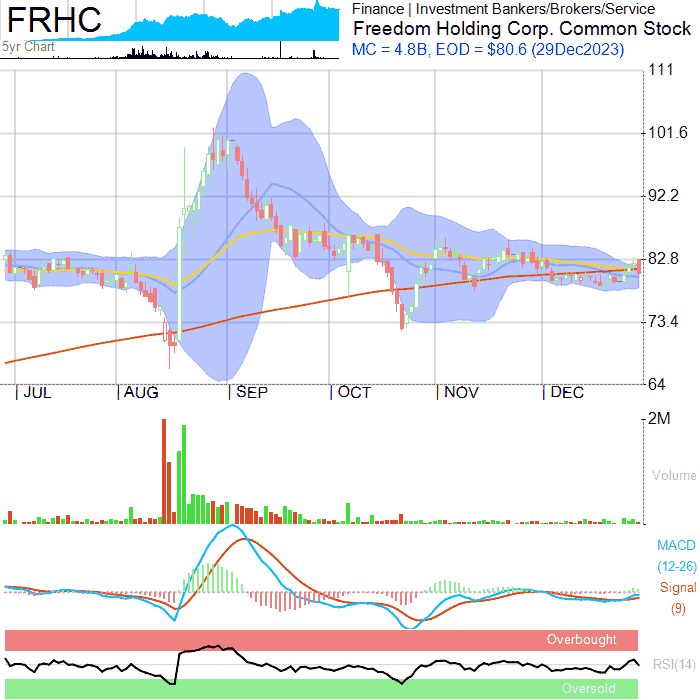 FRHC
5yr Chart
Finance | Investment Bankers/Brokers/Service
Freedom Holding Corp. Common Stock
MC = 4.8B, EOD = $80.6 (29Dec2023)
111
101.6
92.2
82.8
73.4
64
JUL
AUG
SEP
OCT
NOV
DEC
2M
Volume
MACD
(12-26)
Signal
(9)
Overbought
RSI(14)
Oversold